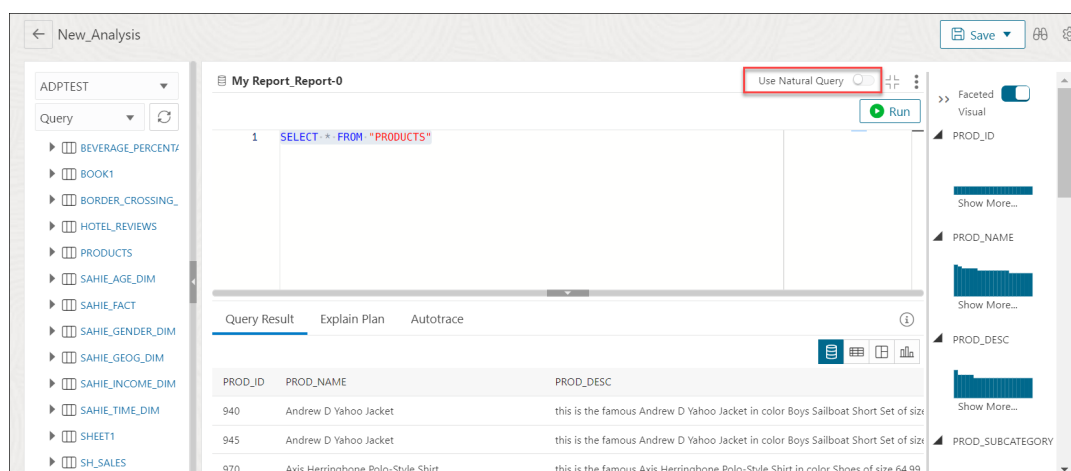 New_Analysis
Save
ADPTEST
Query
BEVERAGE_PERCENTA
BOOK1
BORDER_CROSSING_
HOTEL_REVIEWS
PRODUCTS
SAHIE_AGE_DIM
SAHIE_FACT
SAHIE_GENDER_DIM
SAHIE_GEOG_DIM
SAHIE_INCOME_DIM
SAHIE_TIME_DIM
SHEET1
SH_SALES
My Report_Report-0
Use Natural Query
Run
1 SELECT * FROM "PRODUCTS"
Query Result Explain Plan Autotrace
PROD_ID PROD_NAME PROD_DESC
940 Andrew D Yahoo Jacket this is the famous Andrew D Yahoo Jacket in color Boys Sailboat Short Set of size
945 Andrew D Yahoo Jacket this is the famous Andrew D Yahoo Jacket in color Boys Sailboat Short Set of size
970 Axis Herringbone Polo-Style Shirt this is the famous Axis Herringbone Polo-Style Shirt in color Shoes of size 64.99
Faceted
Visual
PROD_ID
Show More...
PROD_NAME
Show More...
PROD_DESC
Show More...
PROD_SUBCATEGORY